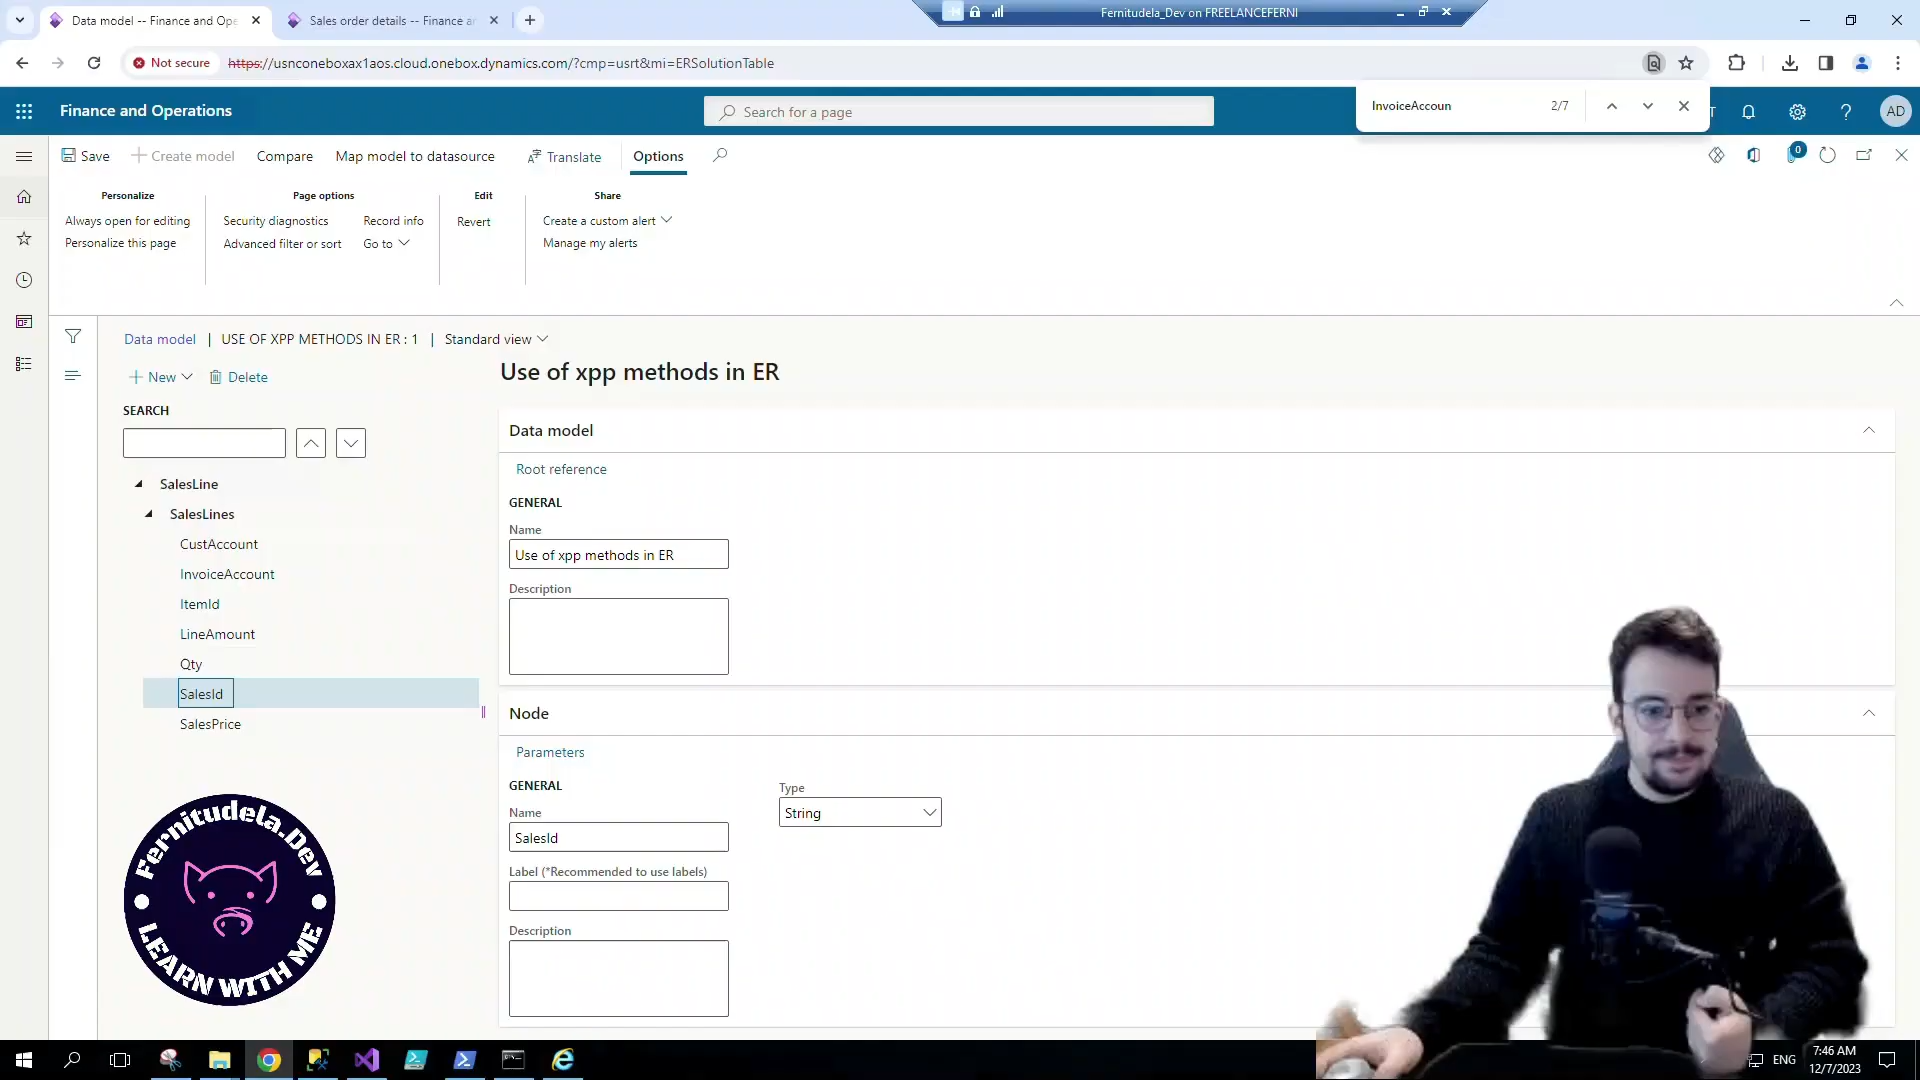 Data model -- Finance and Ope
Sales order details -- Finance a
Fernitudela_Dev on FREELANCEFERNI
Not secure
https://usnconeboxax1aos.cloud.onebox.dynamics.com/?cmp=usrt&mi=ERSolutionTable
Finance and Operations
Search for a page
InvoiceAccoun
2/7
AD
Save
Create model
Compare
Map model to datasource
Translate
Options
0
Personalize
Page options
Edit
Share
Always open for editing
Security diagnostics
Record info
Revert
Create a custom alert
Personalize this page
Advanced filter or sort
Go to
Manage my alerts
Data model | USE OF XPP METHODS IN ER : 1 | Standard view
New
Delete
Use of xpp methods in ER
SEARCH
SalesLine
SalesLines
CustAccount
InvoiceAccount
ItemId
LineAmount
Qty
SalesId
SalesPrice
Data model
Root reference
GENERAL
Name
Use of xpp methods in ER
Description
Node
Parameters
GENERAL
Name
SalesId
Type
String
Label (*Recommended to use labels)
Description
Fernitudela.Dev
LEARN WITH ME
ENG
7:46 AM
12/7/2023